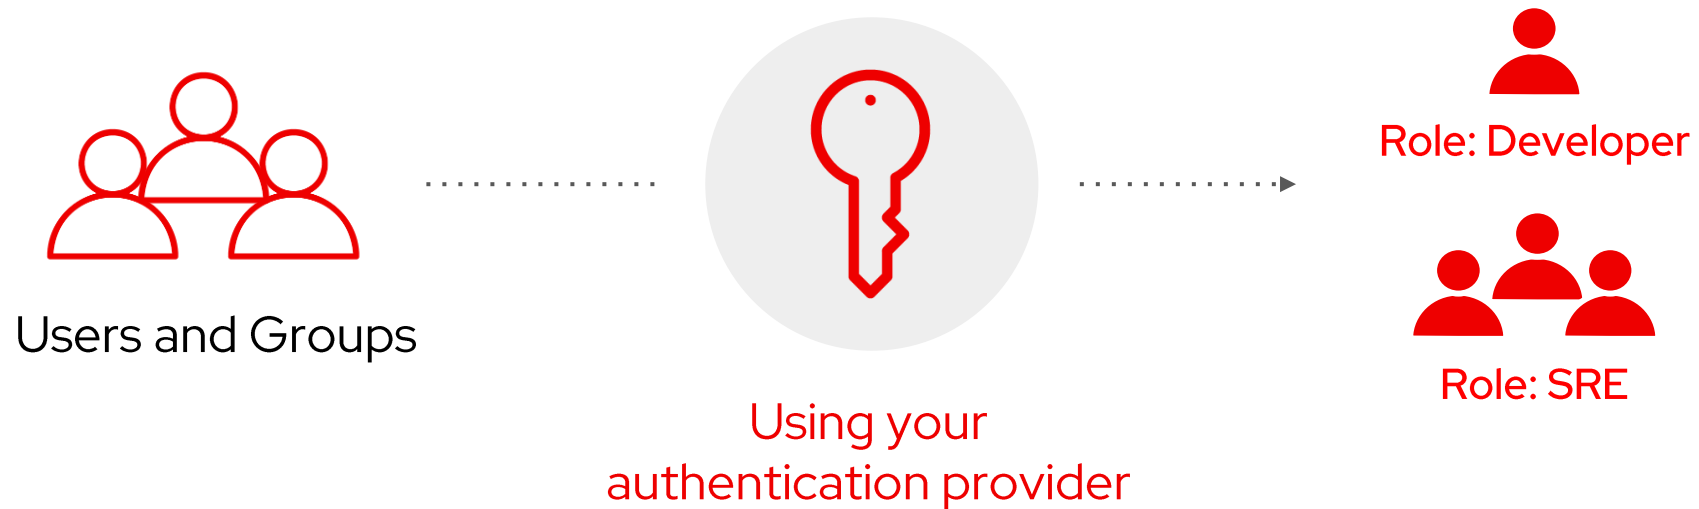 Users and Groups
Using your
authentication provider
Role: Developer
Role: SRE